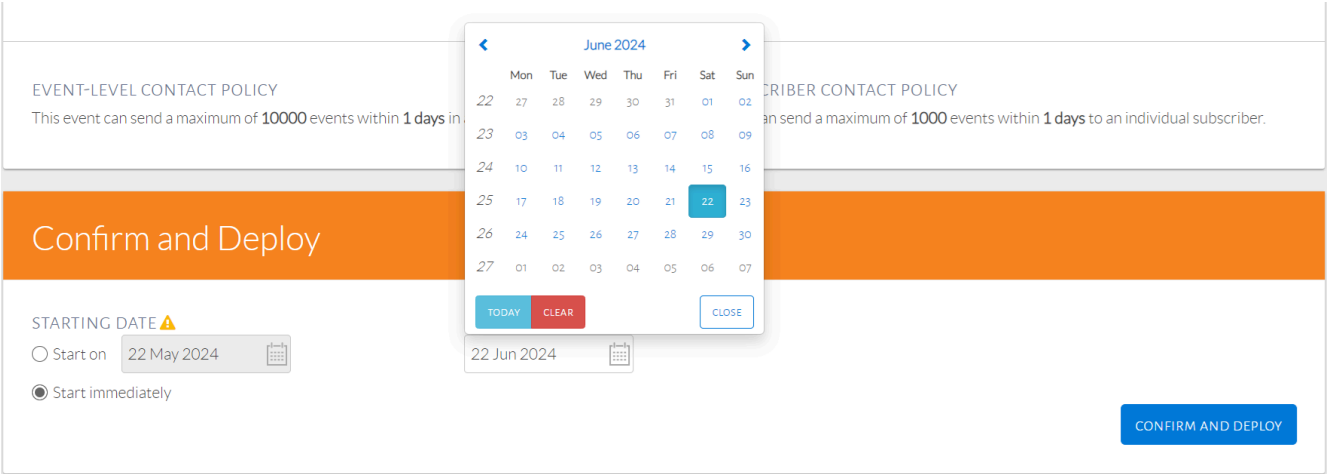 June 2024
Mon Tue Wed Thu Fri Sat Sun
22 27 28 29 30 31 01 02
23 03 04 05 06 07 08 09
24 10 11 12 13 14 15 16
25 17 18 19 20 21 22 23
26 24 25 26 27 28 29 30
27 01 02 03 04 05 06 07
TODAY CLEAR CLOSE
EVENT-LEVEL CONTACT POLICY
This event can send a maximum of 10000 events within 1 days in
CONTACT POLICY
send a maximum of 1000 events within 1 days to an individual subscriber.
Confirm and Deploy
STARTING DATE
Start on 22 May 2024
22 Jun 2024
Start immediately
CONFIRM AND DEPLOY